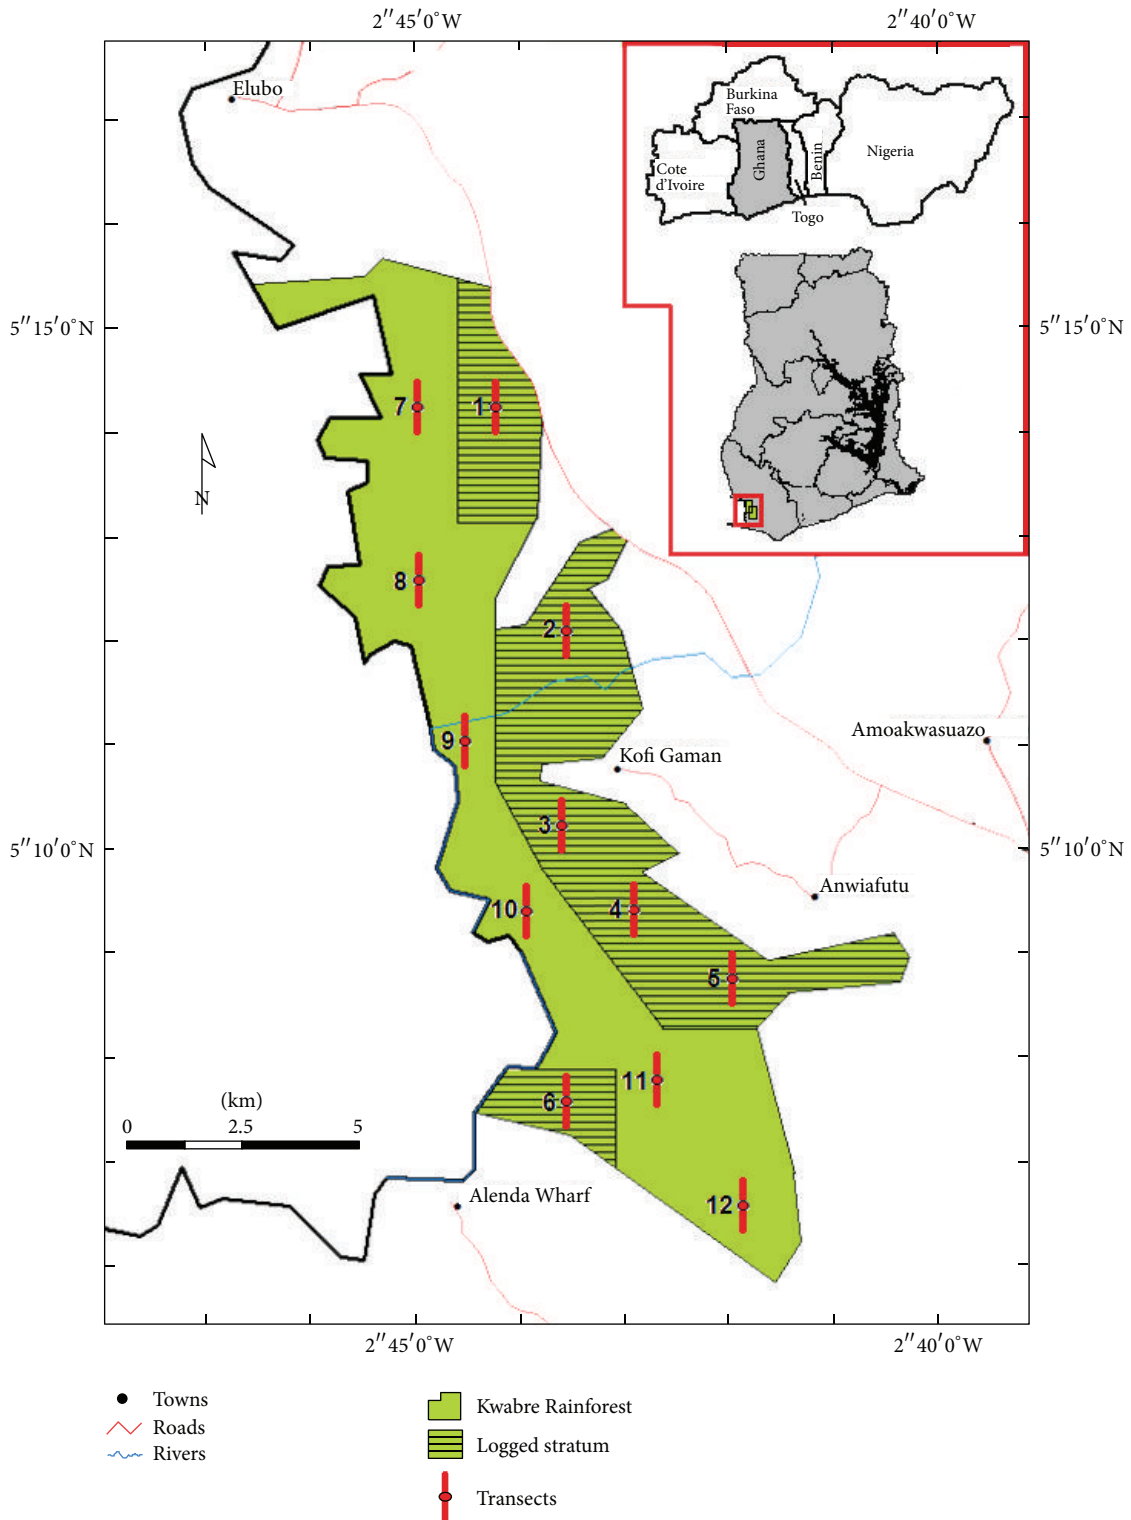 2″45′0″W
2″40′0″W
Elubo
Burkina
Faso
Ghana
Benin
Nigeria
Cote
d'Ivoire
Togo
5″15′0°N
5″15′0°N
7
1
N
8
2
9
Amoakwasuazo
Kofi Gaman
3
5″10′0°N
5″10′0°N
Anwiafutu
10
4
5
11
6
(km)
0
2.5
5
Alenda Wharf
12
2″45′0°W
2″40′0°W
Towns
Roads
Rivers
Kwabre Rainforest
Logged stratum
Transects